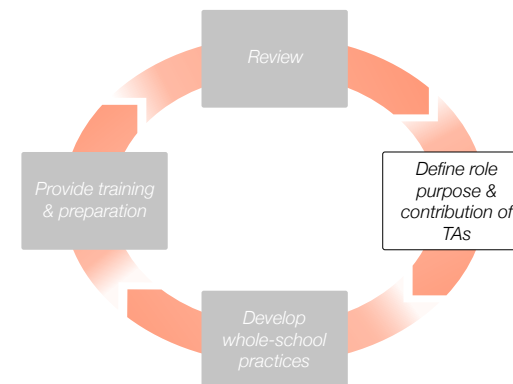 Review
Define role
purpose &
contribution of
TAs
Develop
whole-school
practices
Provide training
& preparation